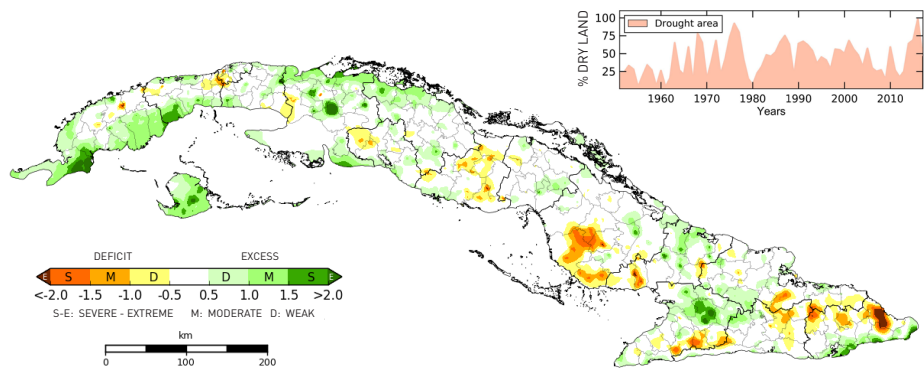 Drought area
100
75
50
25
% DRY LAND
1960 1970 1980 1990 2000 2010
Years
DEFICIT EXCESS
E S M D D M S E
<-2.0 -1.5 -1.0 -0.5 0.5 1.0 1.5 >2.0
S-E: SEVERE - EXTREME M: MODERATE D: WEAK
km
0 100 200